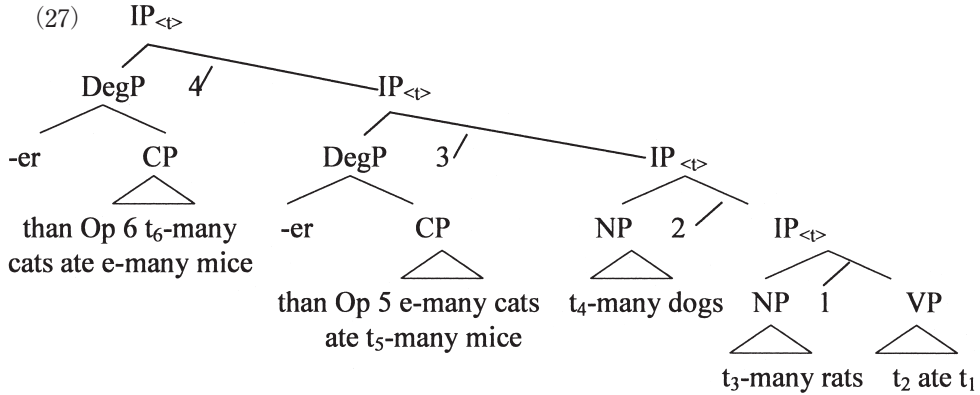 (27) IP<t>
DegP 4 IP<t>
-er CP DegP 3 IP <t>
than Op 6 t6-many -er CP NP 2 IP<t>
cats ate e-many mice
than Op 5 e-many cats t4-many dogs NP 1 VP
ate t5-many mice
t3-many rats t2 ate t1